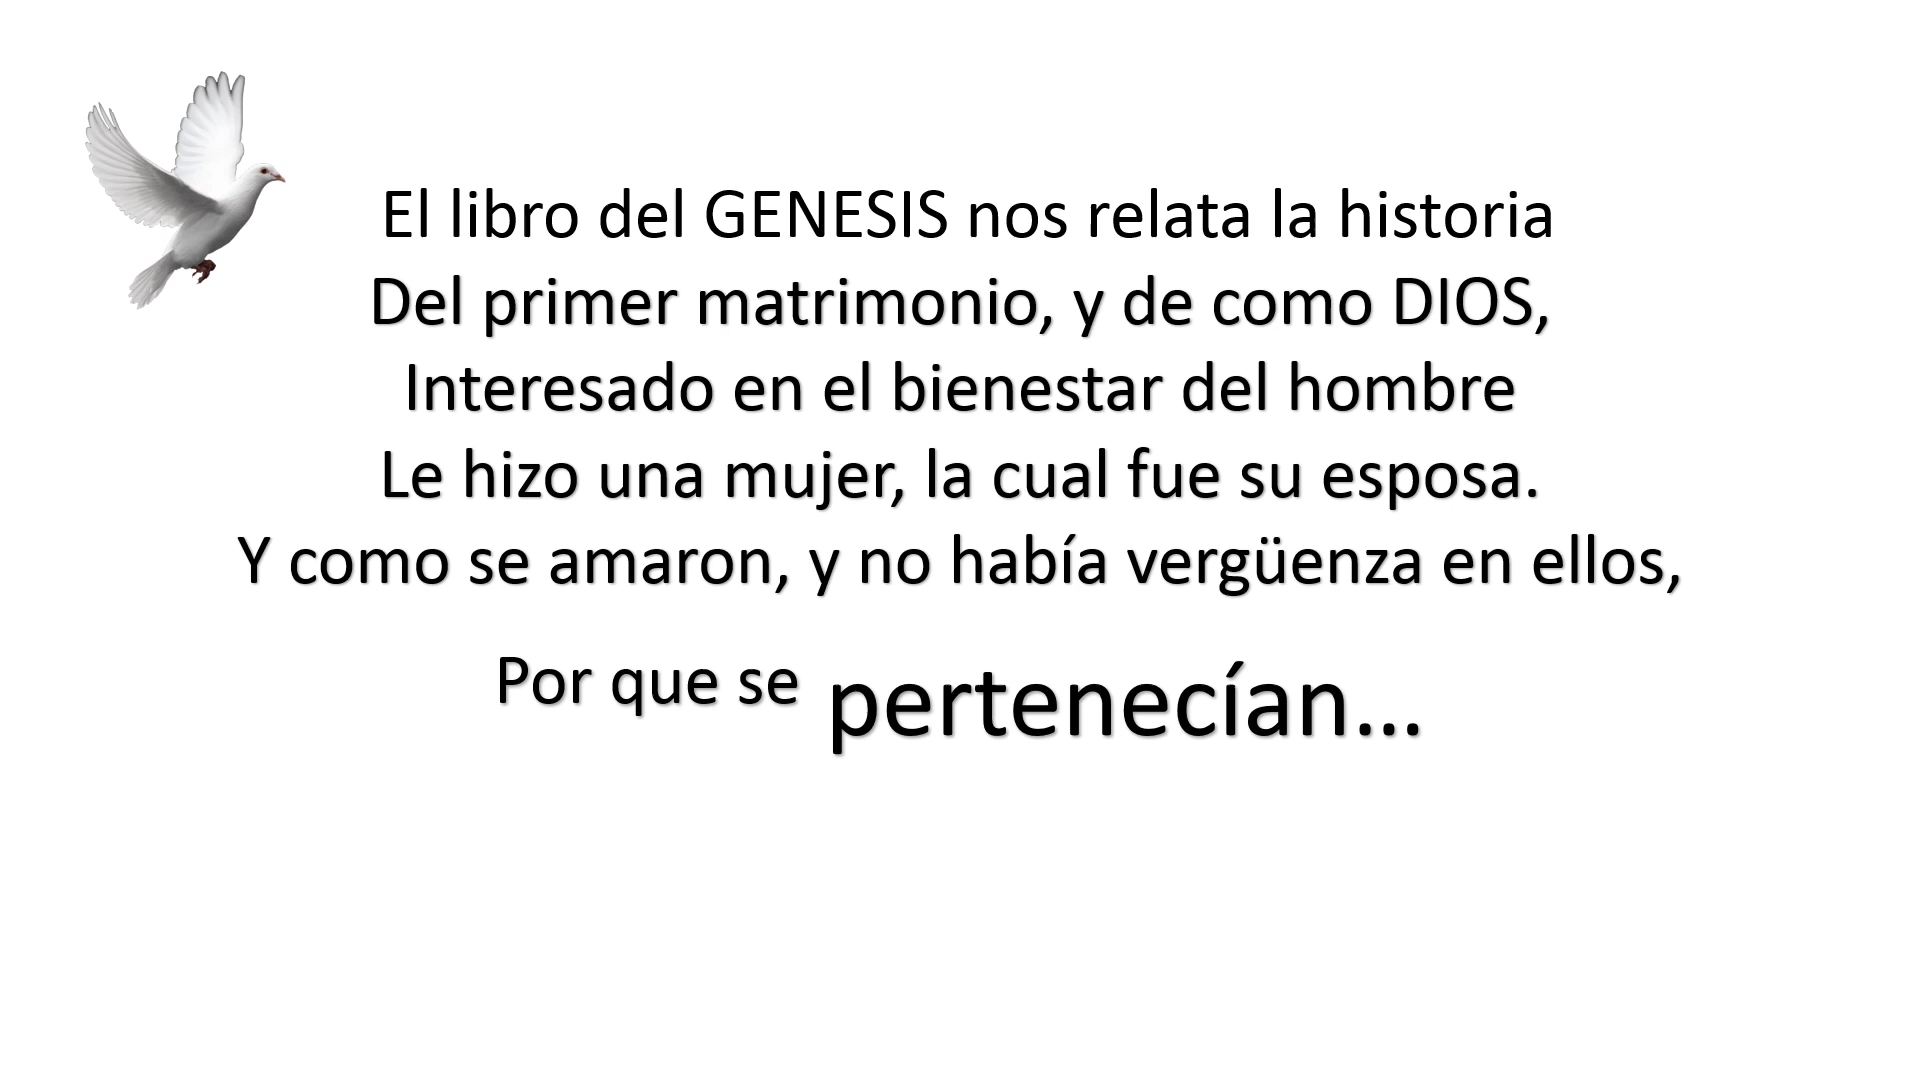 El libro del GENESIS nos relata la historia
Del primer matrimonio, y de como DIOS,
Interesado en el bienestar del hombre
Le hizo una mujer, la cual fue su esposa.
Y como se amaron, y no había vergüenza en ellos,
Por que se pertenecían…